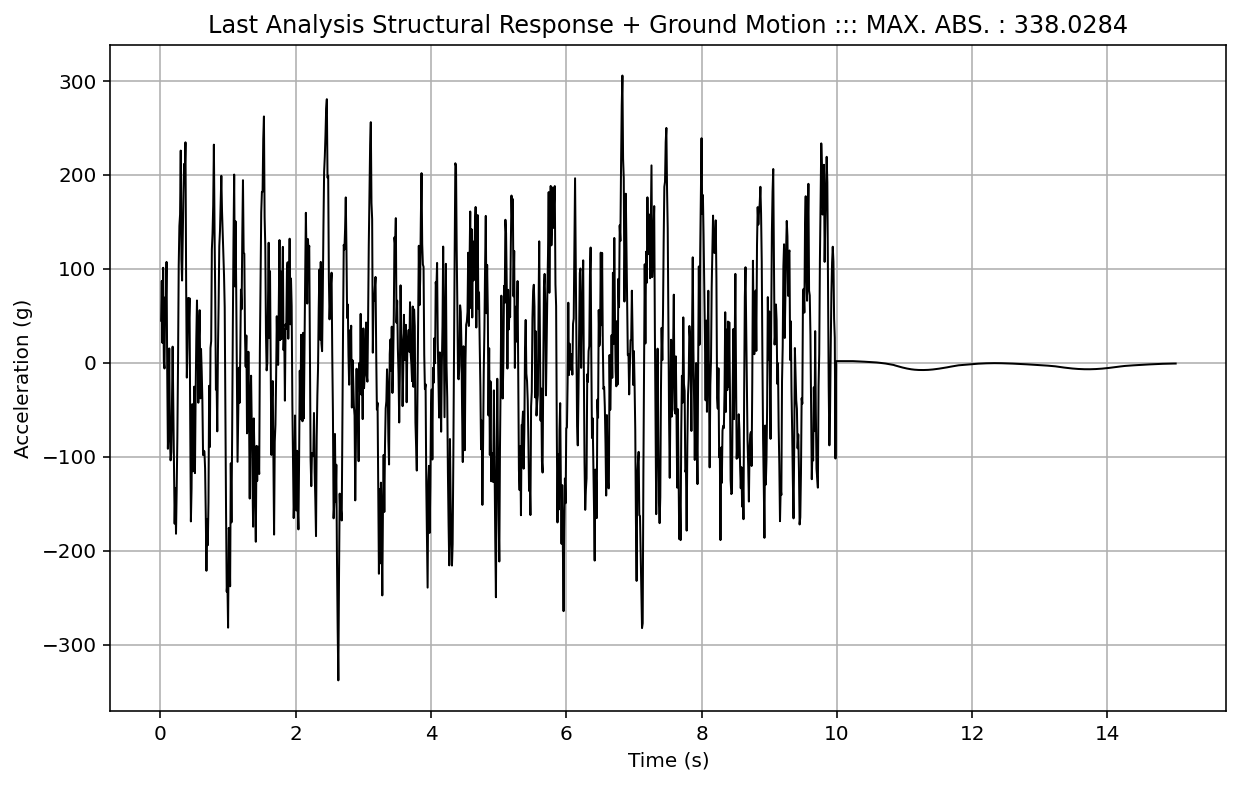 Last Analysis Structural Response + Ground Motion ::: MAX. ABS. : 338.0284
Acceleration (g)
300
200
100
0
−100
−200
−300
0 2 4 6 8 10 12 14
Time (s)